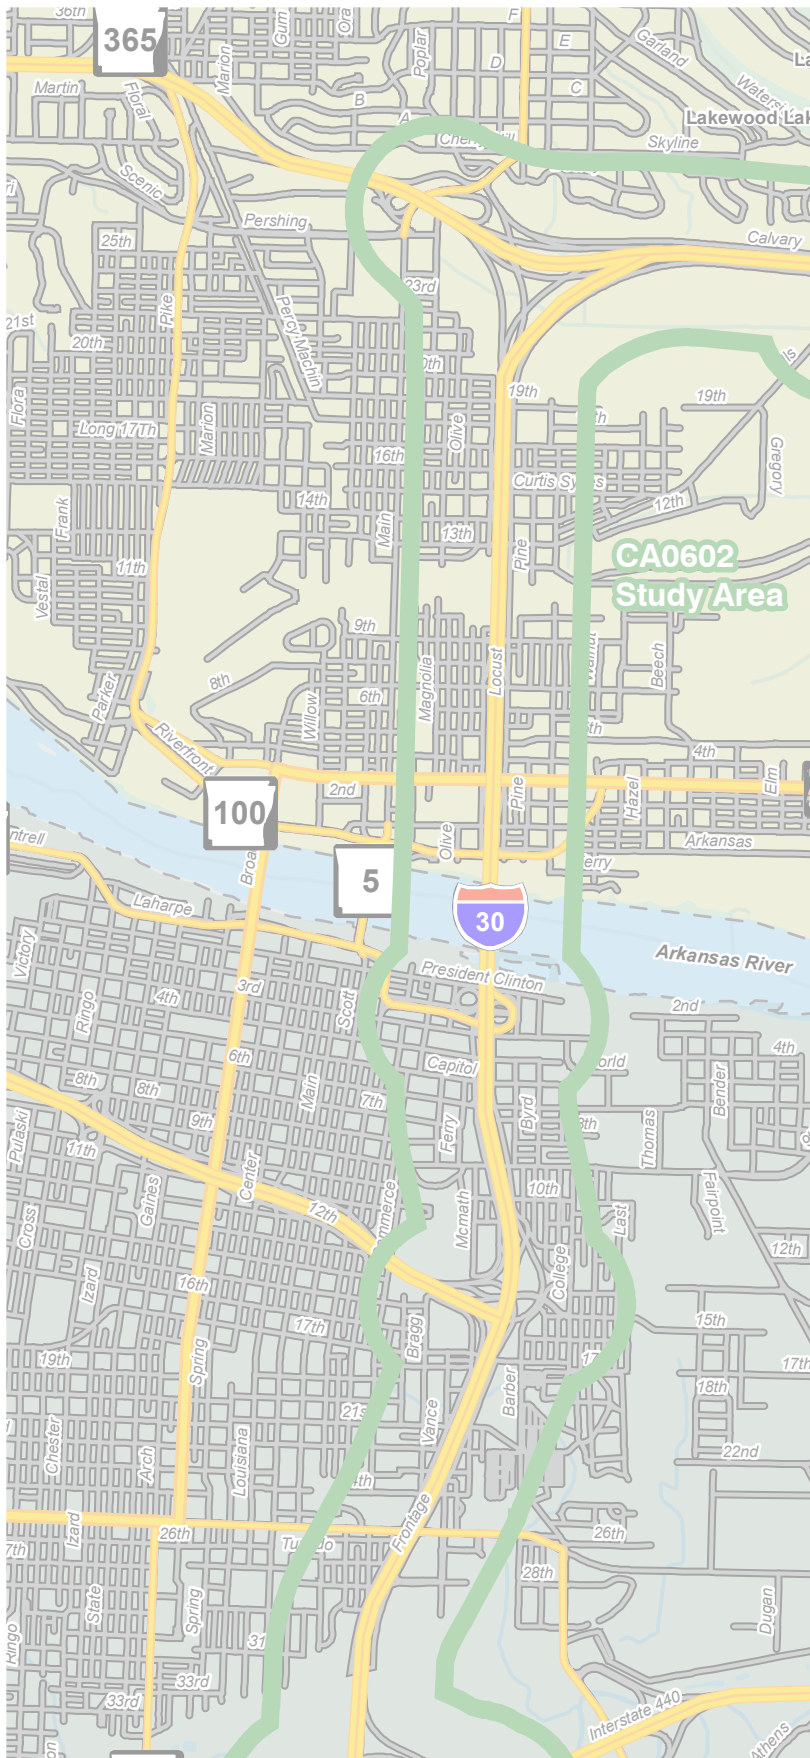 36th
365
Marion
Gum
Ora
Poplar
F
E
Garland
D
C
B
A
Martin
Floral
Lakewood
Skyline
Scenic
Pershing
25th
Calvary
23rd
21st
20th
Pike
Percy Machin
19th
19th
Flora
Long 17Th
Marion
Olive
16th
Gregory
Curtis
14th
12th
Frank
Main
13th
Pine
11th
CA0602
Study Area
Vestal
9th
8th
6th
Magnolia
Locust
Beech
Parker
Willow
Riverfront
4th
2nd
Pine
Hazel
Elm
100
Olive
Arkansas
5
30
Laharpe
Victory
President Clinton
Arkansas River
3rd
4th
Ringo
Scott
2nd
6th
Capitol
4th
8th
8th
Main
7th
Byrd
Bender
9th
Ferry
Thomas
Pulaski
11th
Center
10th
Gaines
12th
Mcmath
Last
Fairpoint
Cross
12th
College
Izard
16th
17th
15th
Bragg
19th
Spring
17th
18th
Barber
Vance
Chester
Arch
Louisiana
22nd
Frontage
Izard
26th
26th
28th
State
Spring
Dugan
Ringo
31
33rd
33rd
Interstate 440
Athens